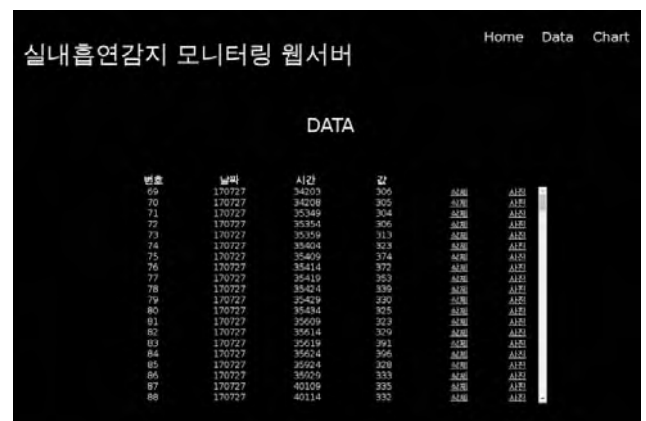 Home Data Chart
실내흡연감지 모니터링 웹서버
DATA
번호 날짜 시간 값
69 170727 34203 306 삭제 사진
70 170727 34208 305 삭제 사진
71 170727 35349 304 삭제 사진
72 170727 35354 306 삭제 사진
73 170727 35359 313 삭제 사진
74 170727 35404 323 삭제 사진
75 170727 35409 374 삭제 사진
76 170727 35414 372 삭제 사진
77 170727 35419 353 삭제 사진
78 170727 35424 339 삭제 사진
79 170727 35429 330 삭제 사진
80 170727 35434 325 삭제 사진
81 170727 35609 323 삭제 사진
82 170727 35614 329 삭제 사진
83 170727 35619 391 삭제 사진
84 170727 35624 396 삭제 사진
85 170727 35924 328 삭제 사진
86 170727 35929 333 삭제 사진
87 170727 40109 335 삭제 사진
88 170727 40114 332 삭제 사진